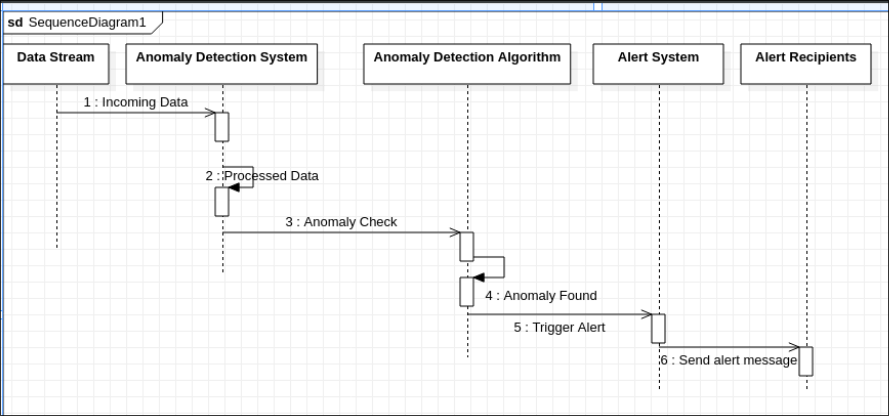 sd SequenceDiagram1
Data Stream
Anomaly Detection System
Anomaly Detection Algorithm
Alert System
Alert Recipients
1 : Incoming Data
2 : Processed Data
3 : Anomaly Check
4 : Anomaly Found
5 : Trigger Alert
6 : Send alert message